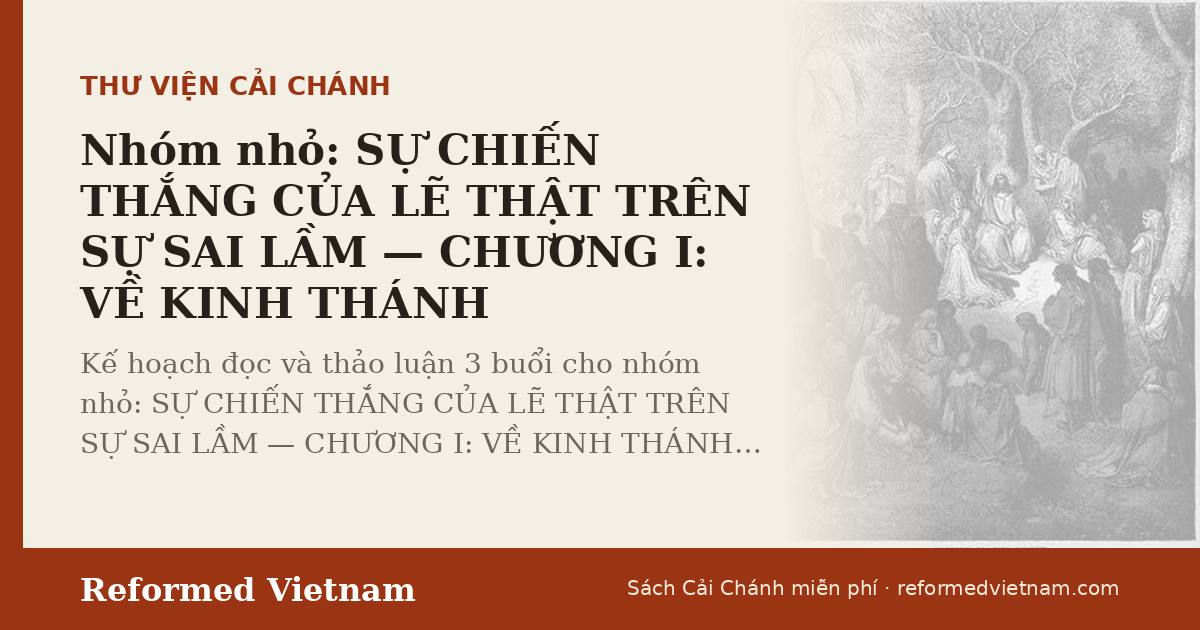 THƯ VIỆN CẢI CHÁNH
Nhóm nhỏ: SỰ CHIẾN
THẮNG CỦA LẼ THẬT TRÊN
SỰ SAI LẦM — CHƯƠNG I:
VỀ KINH THÁNH
Kế hoạch đọc và thảo luận 3 buổi cho nhóm
nhỏ: SỰ CHIẾN THẮNG CỦA LẼ THẬT TRÊN
SỰ SAI LẦM — CHƯƠNG I: VỀ KINH THÁNH…
Reformed Vietnam
Sách Cải Chánh miễn phí · reformedvietnam.com